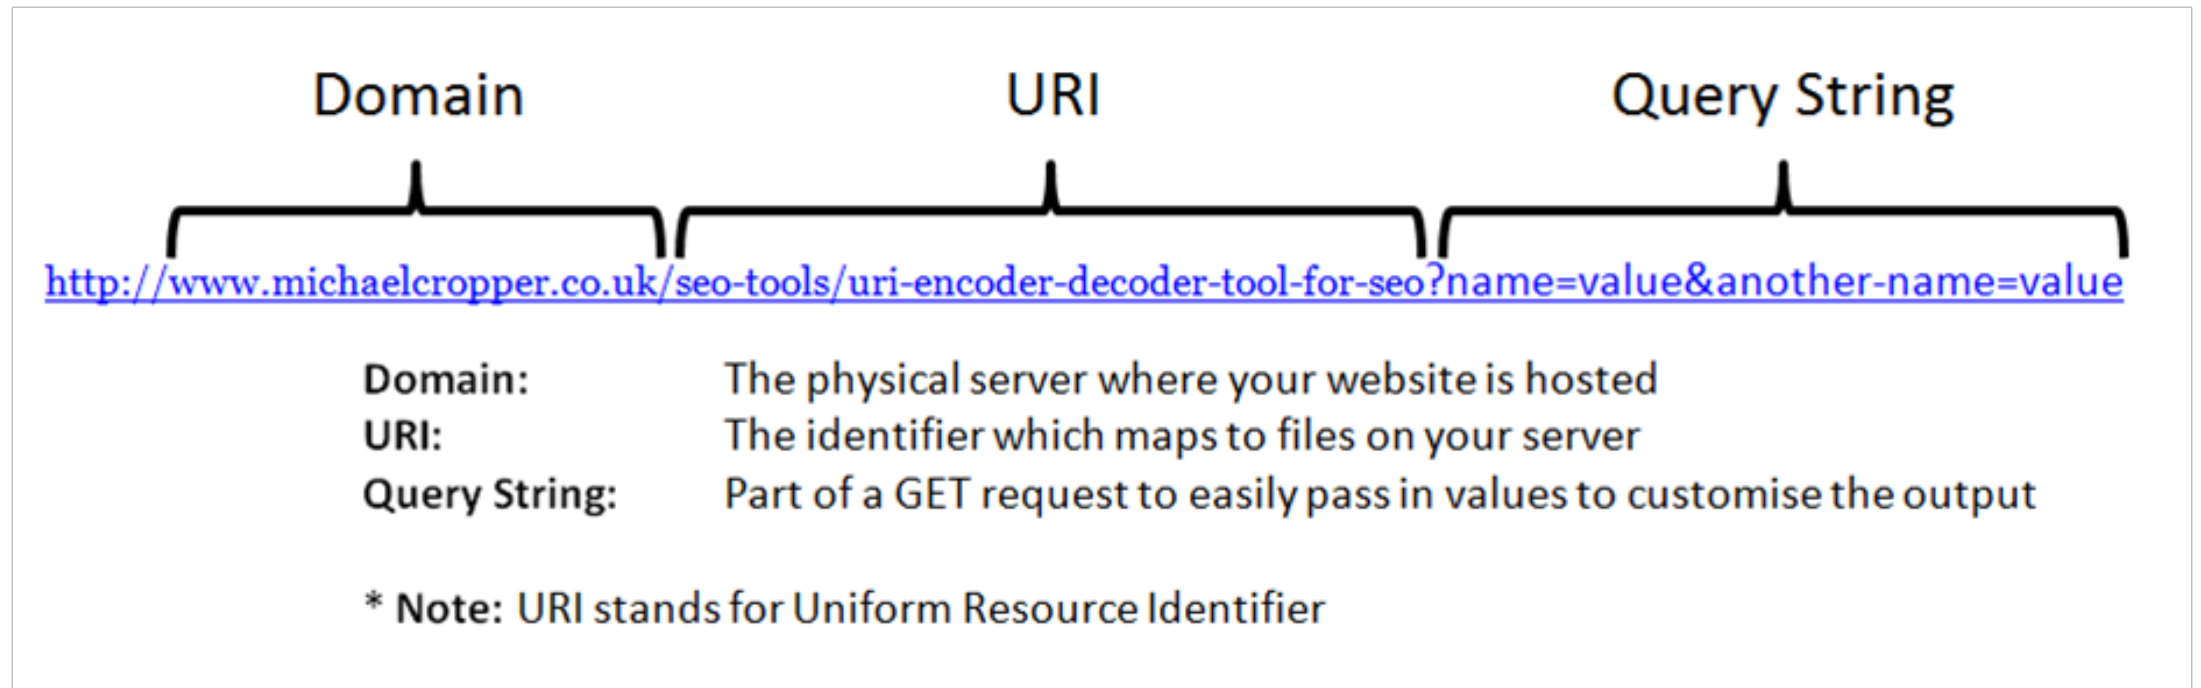 Domain URI Query String
http://www.michaelcropper.co.uk/seo-tools/uri-encoder-decoder-tool-for-seo?name=value&another-name=value
Domain: The physical server where your website is hosted
URI: The identifier which maps to files on your server
Query String: Part of a GET request to easily pass in values to customise the output
* Note: URI stands for Uniform Resource Identifier